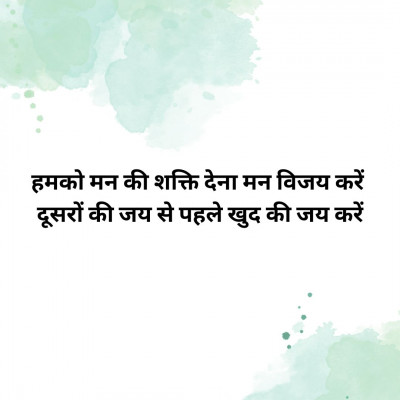 हमको मन की शक्ति देना मन विजय करें
दूसरों की जय से पहले खुद की जय करें